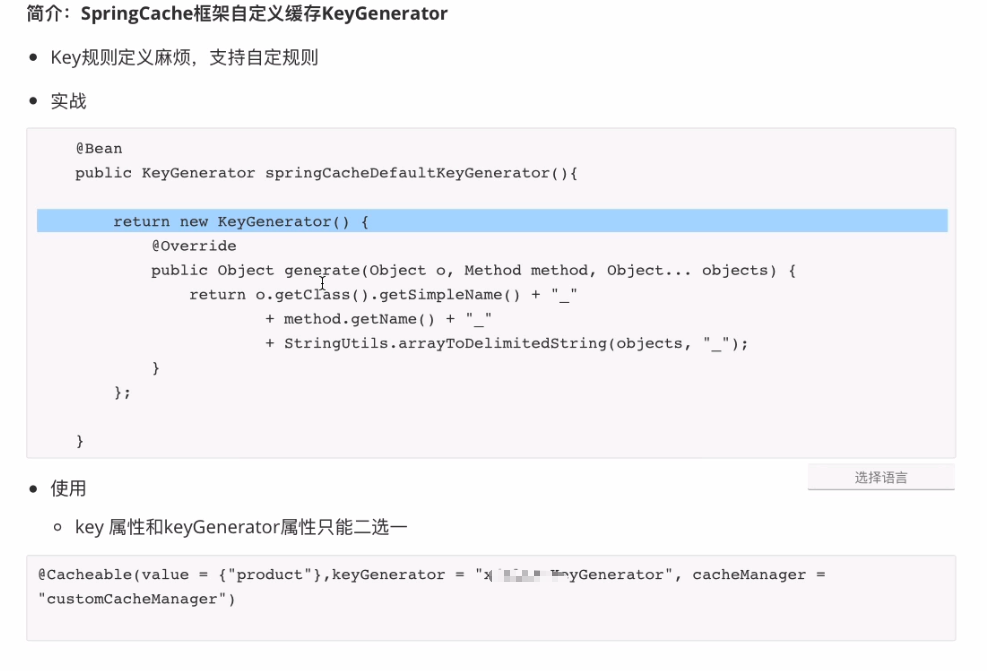 简介：SpringCache框架自定义缓存KeyGenerator
Key规则定义麻烦，支持自定规则
实战
@Bean
public KeyGenerator springCacheDefaultKeyGenerator(){
return new KeyGenerator() {
@Override
public Object generate(Object o, Method method, Object... objects) {
return o.getClass().getSimpleName() + "_"
+ method.getName() + "_"
+ StringUtils.arrayToDelimitedString(objects, "_");
}
};
}
选择语言
使用
key 属性和keyGenerator属性只能二选一
@Cacheable(value = {"product"},keyGenerator = "x yGenerator", cacheManager =
"customCacheManager")